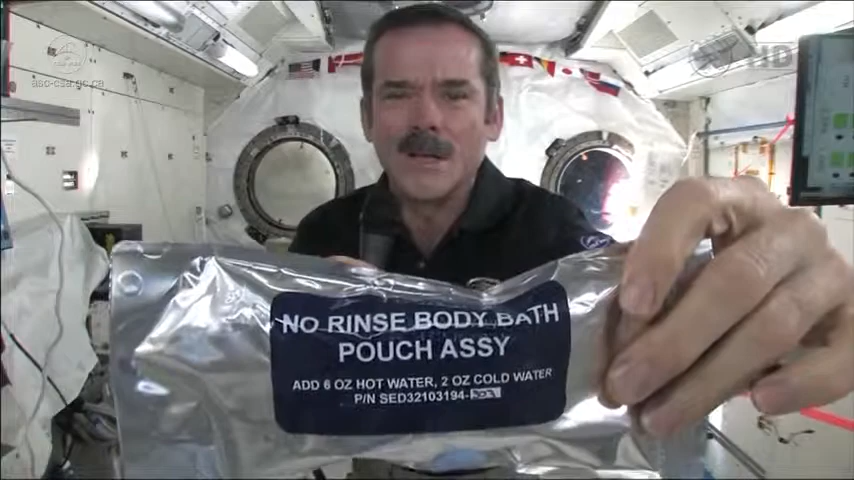 asc-csa.gc.ca
HD
NO RINSE BODY BATH
POUCH ASSY
ADD 6 OZ HOT WATER, 2 OZ COLD WATER
P/N SED32103194-